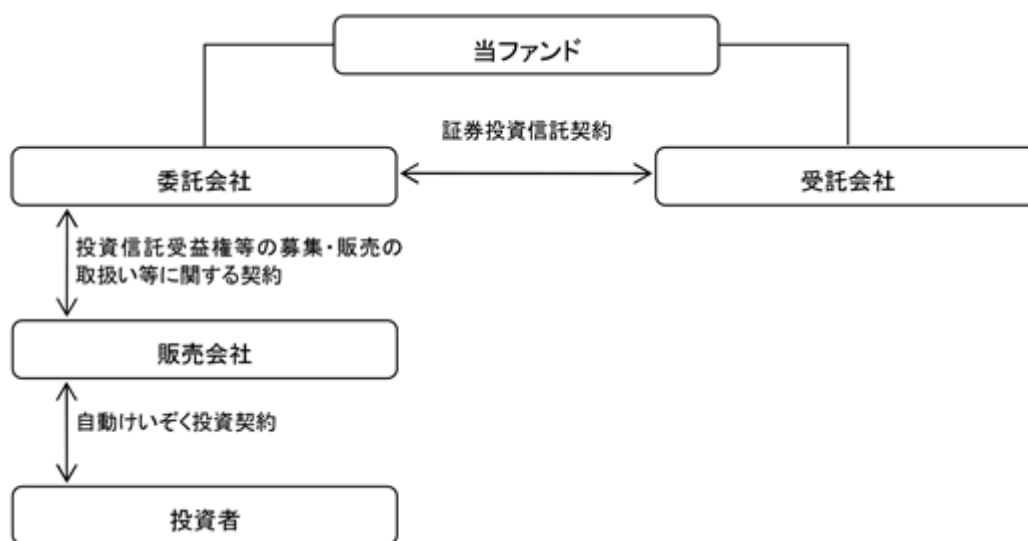 当ファンド
証券投資信託契約
委託会社
受託会社
投資信託受益権等の募集・販売の
取扱い等に関する契約
販売会社
自動けいぞく投資契約
投資者